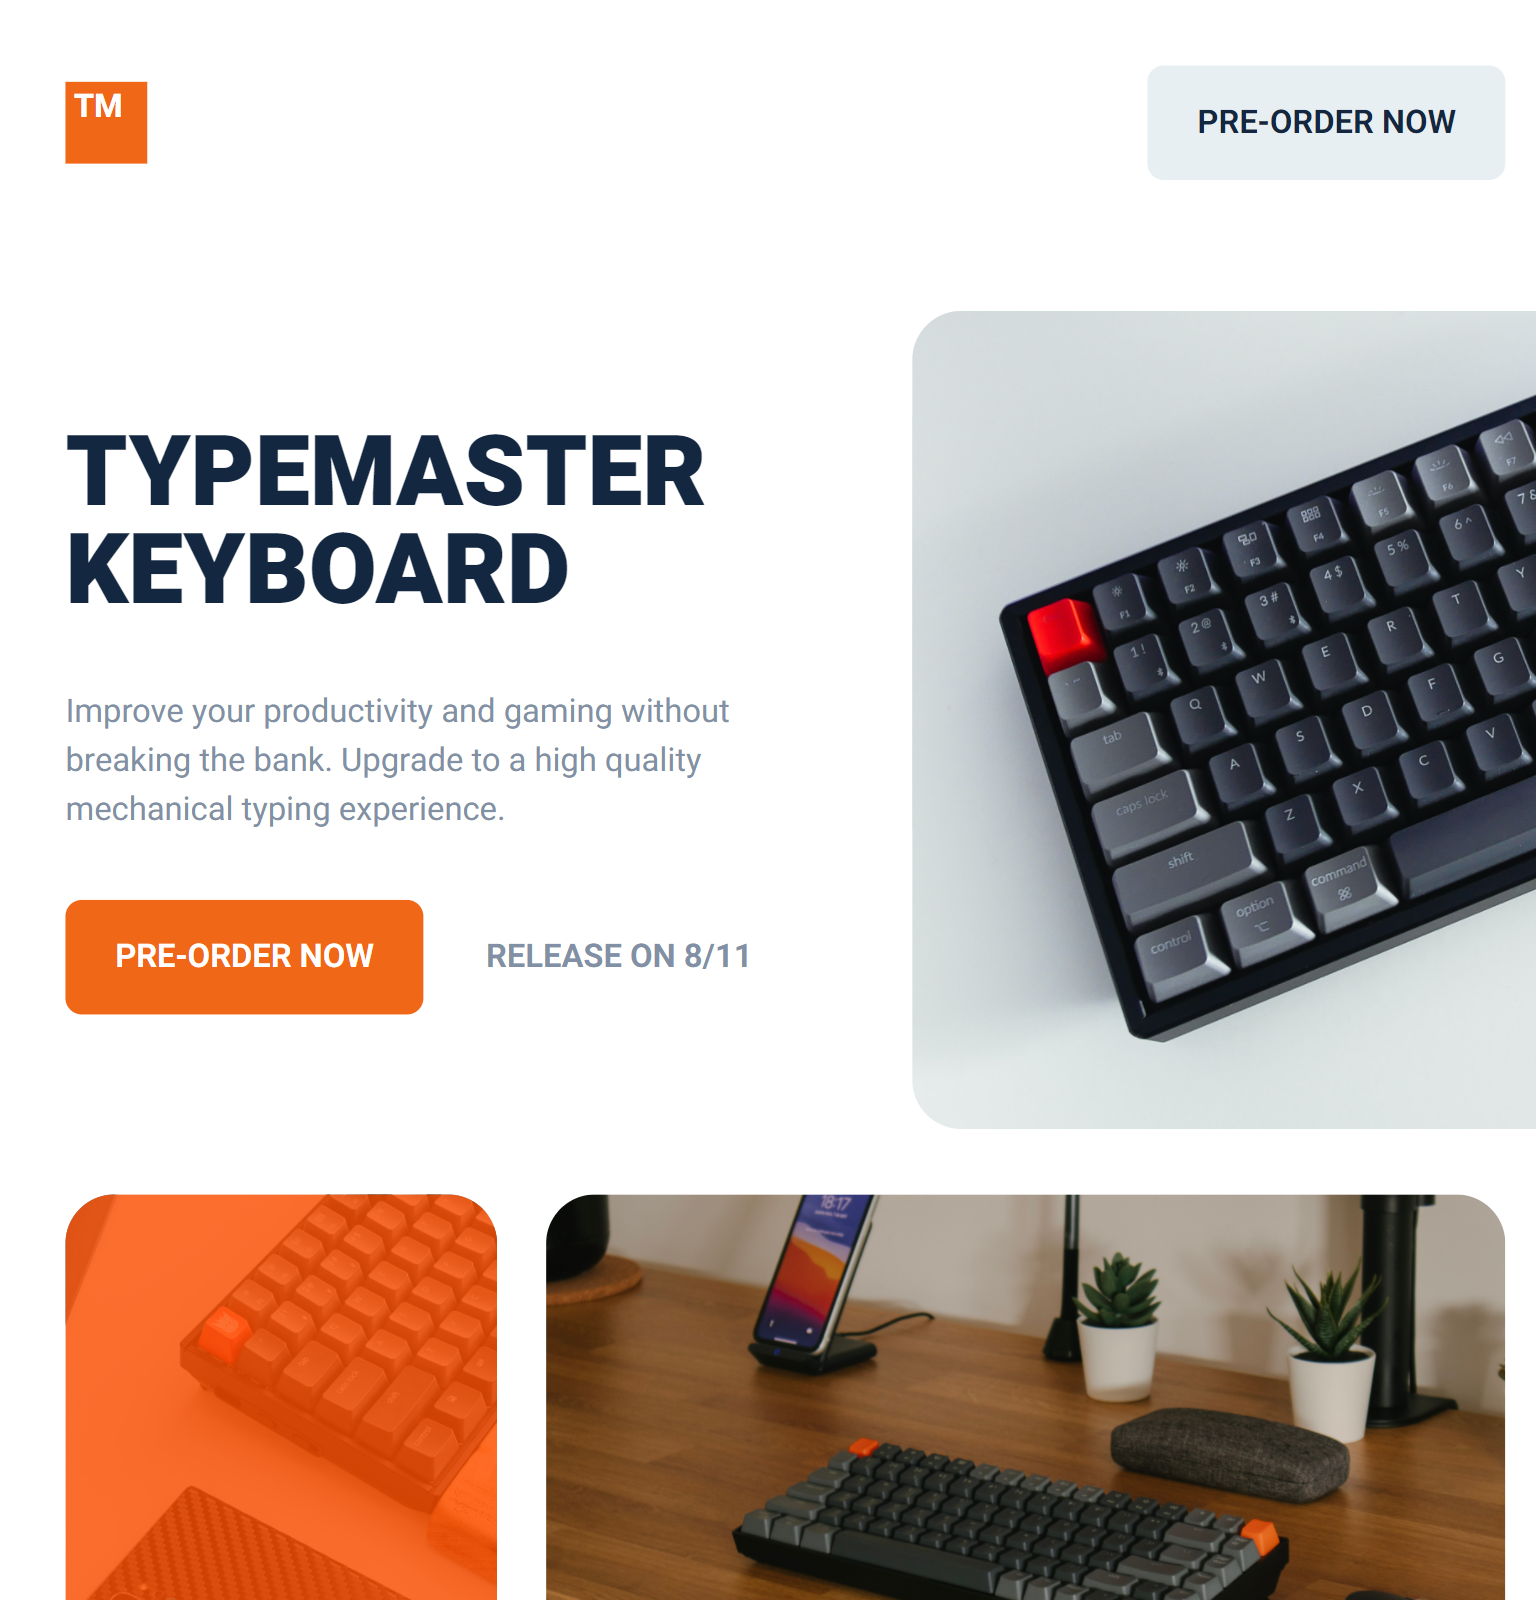 TM
PRE-ORDER NOW
TYPEMASTER
KEYBOARD
Improve your productivity and gaming without
breaking the bank. Upgrade to a high quality
mechanical typing experience.
PRE-ORDER NOW
RELEASE ON 8/11
F1 F2 F3 F4 F5 F6 F7
1 ! 2 @ 3 # 4 $ 5 % 6 ^ 7 &
tab Q W E R T Y
caps lock A S D F G
shift Z X C V
control option command
18:17